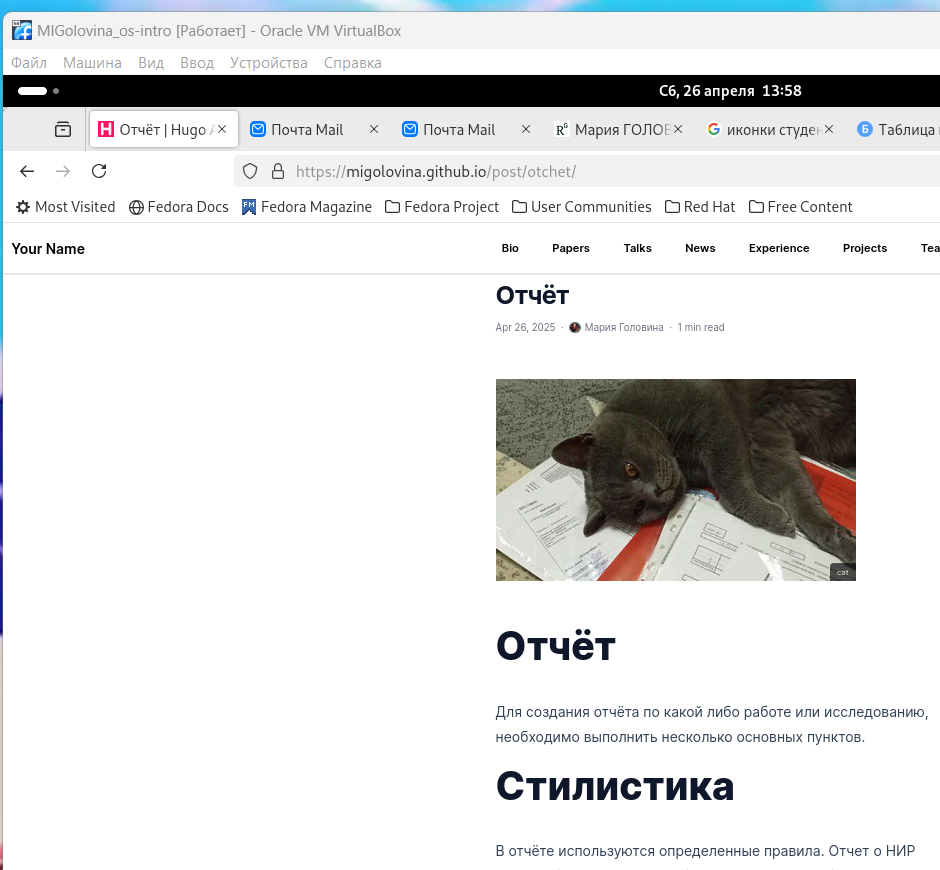 MIGolovina_os-intro [Работает] - Oracle VM VirtualBox
Файл Машина Вид Ввод Устройства Справка
Сб, 26 апреля 13:58
Отчёт | Hugo Почта Mail Почта Mail Мария ГОЛОВ иконки студен Таблица
https://migolovina.github.io/post/otchet/
Most Visited Fedora Docs Fedora Magazine Fedora Project User Communities Red Hat Free Content
Your Name Bio Papers Talks News Experience Projects Tea
Отчёт
Apr 26, 2025 · Мария Головина · 1 min read
cat
Отчёт
Для создания отчёта по какой либо работе или исследованию,
необходимо выполнить несколько основных пунктов.
Стилистика
В отчёте используются определенные правила. Отчет о НИР